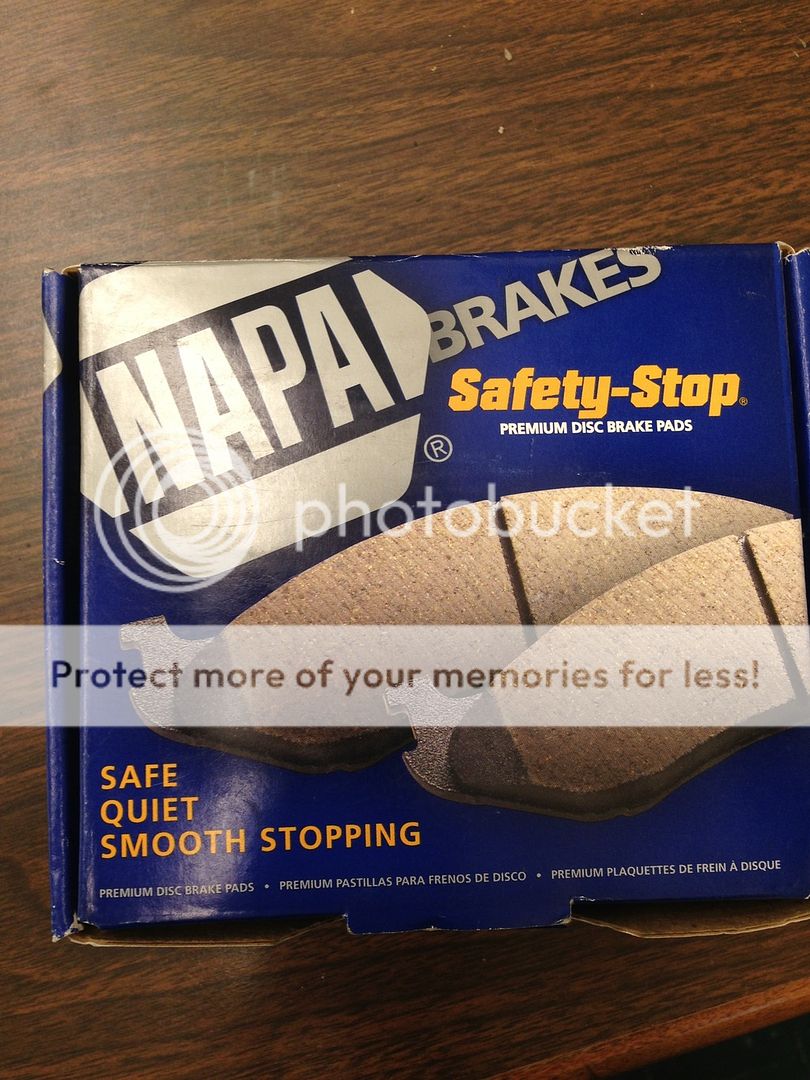 NAPA
BRAKES
Safety-Stop®
PREMIUM DISC BRAKE PADS
®
photobucket
Protect more of your memories for less!
SAFE
QUIET
SMOOTH STOPPING
PREMIUM DISC BRAKE PADS • PREMIUM PASTILLAS PARA FRENOS DE DISCO • PREMIUM PLAQUETTES DE FREIN À DISQUE